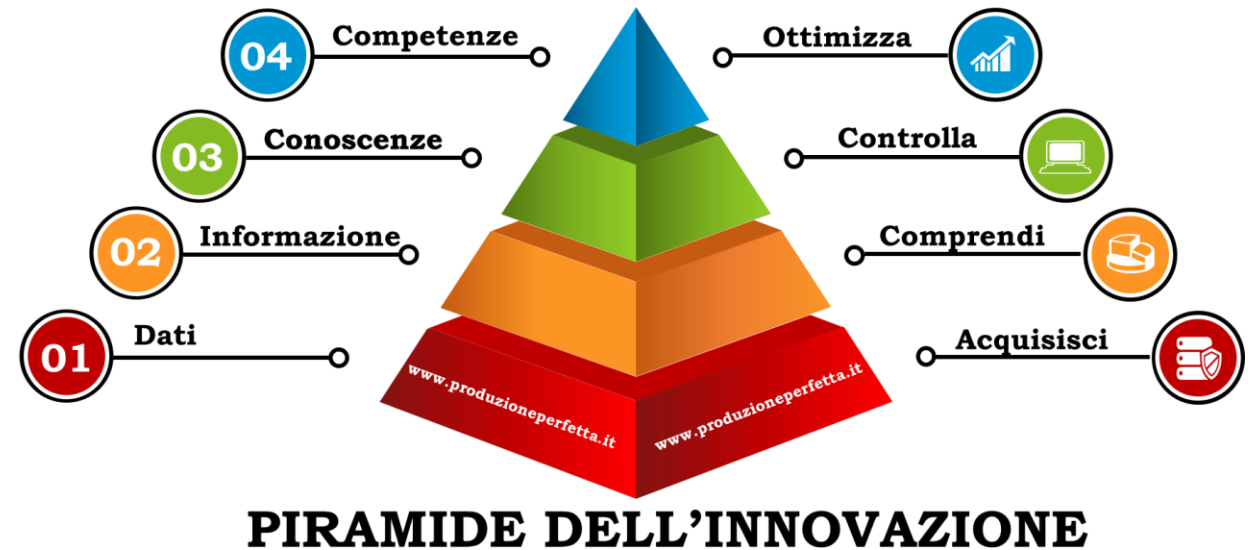 04 Competenze Ottimizza
03 Conoscenze Controlla
02 Informazione Comprendi
01 Dati Acquisisci
www.produzioneperfetta.it www.produzioneperfetta.it
PIRAMIDE DELL’INNOVAZIONE